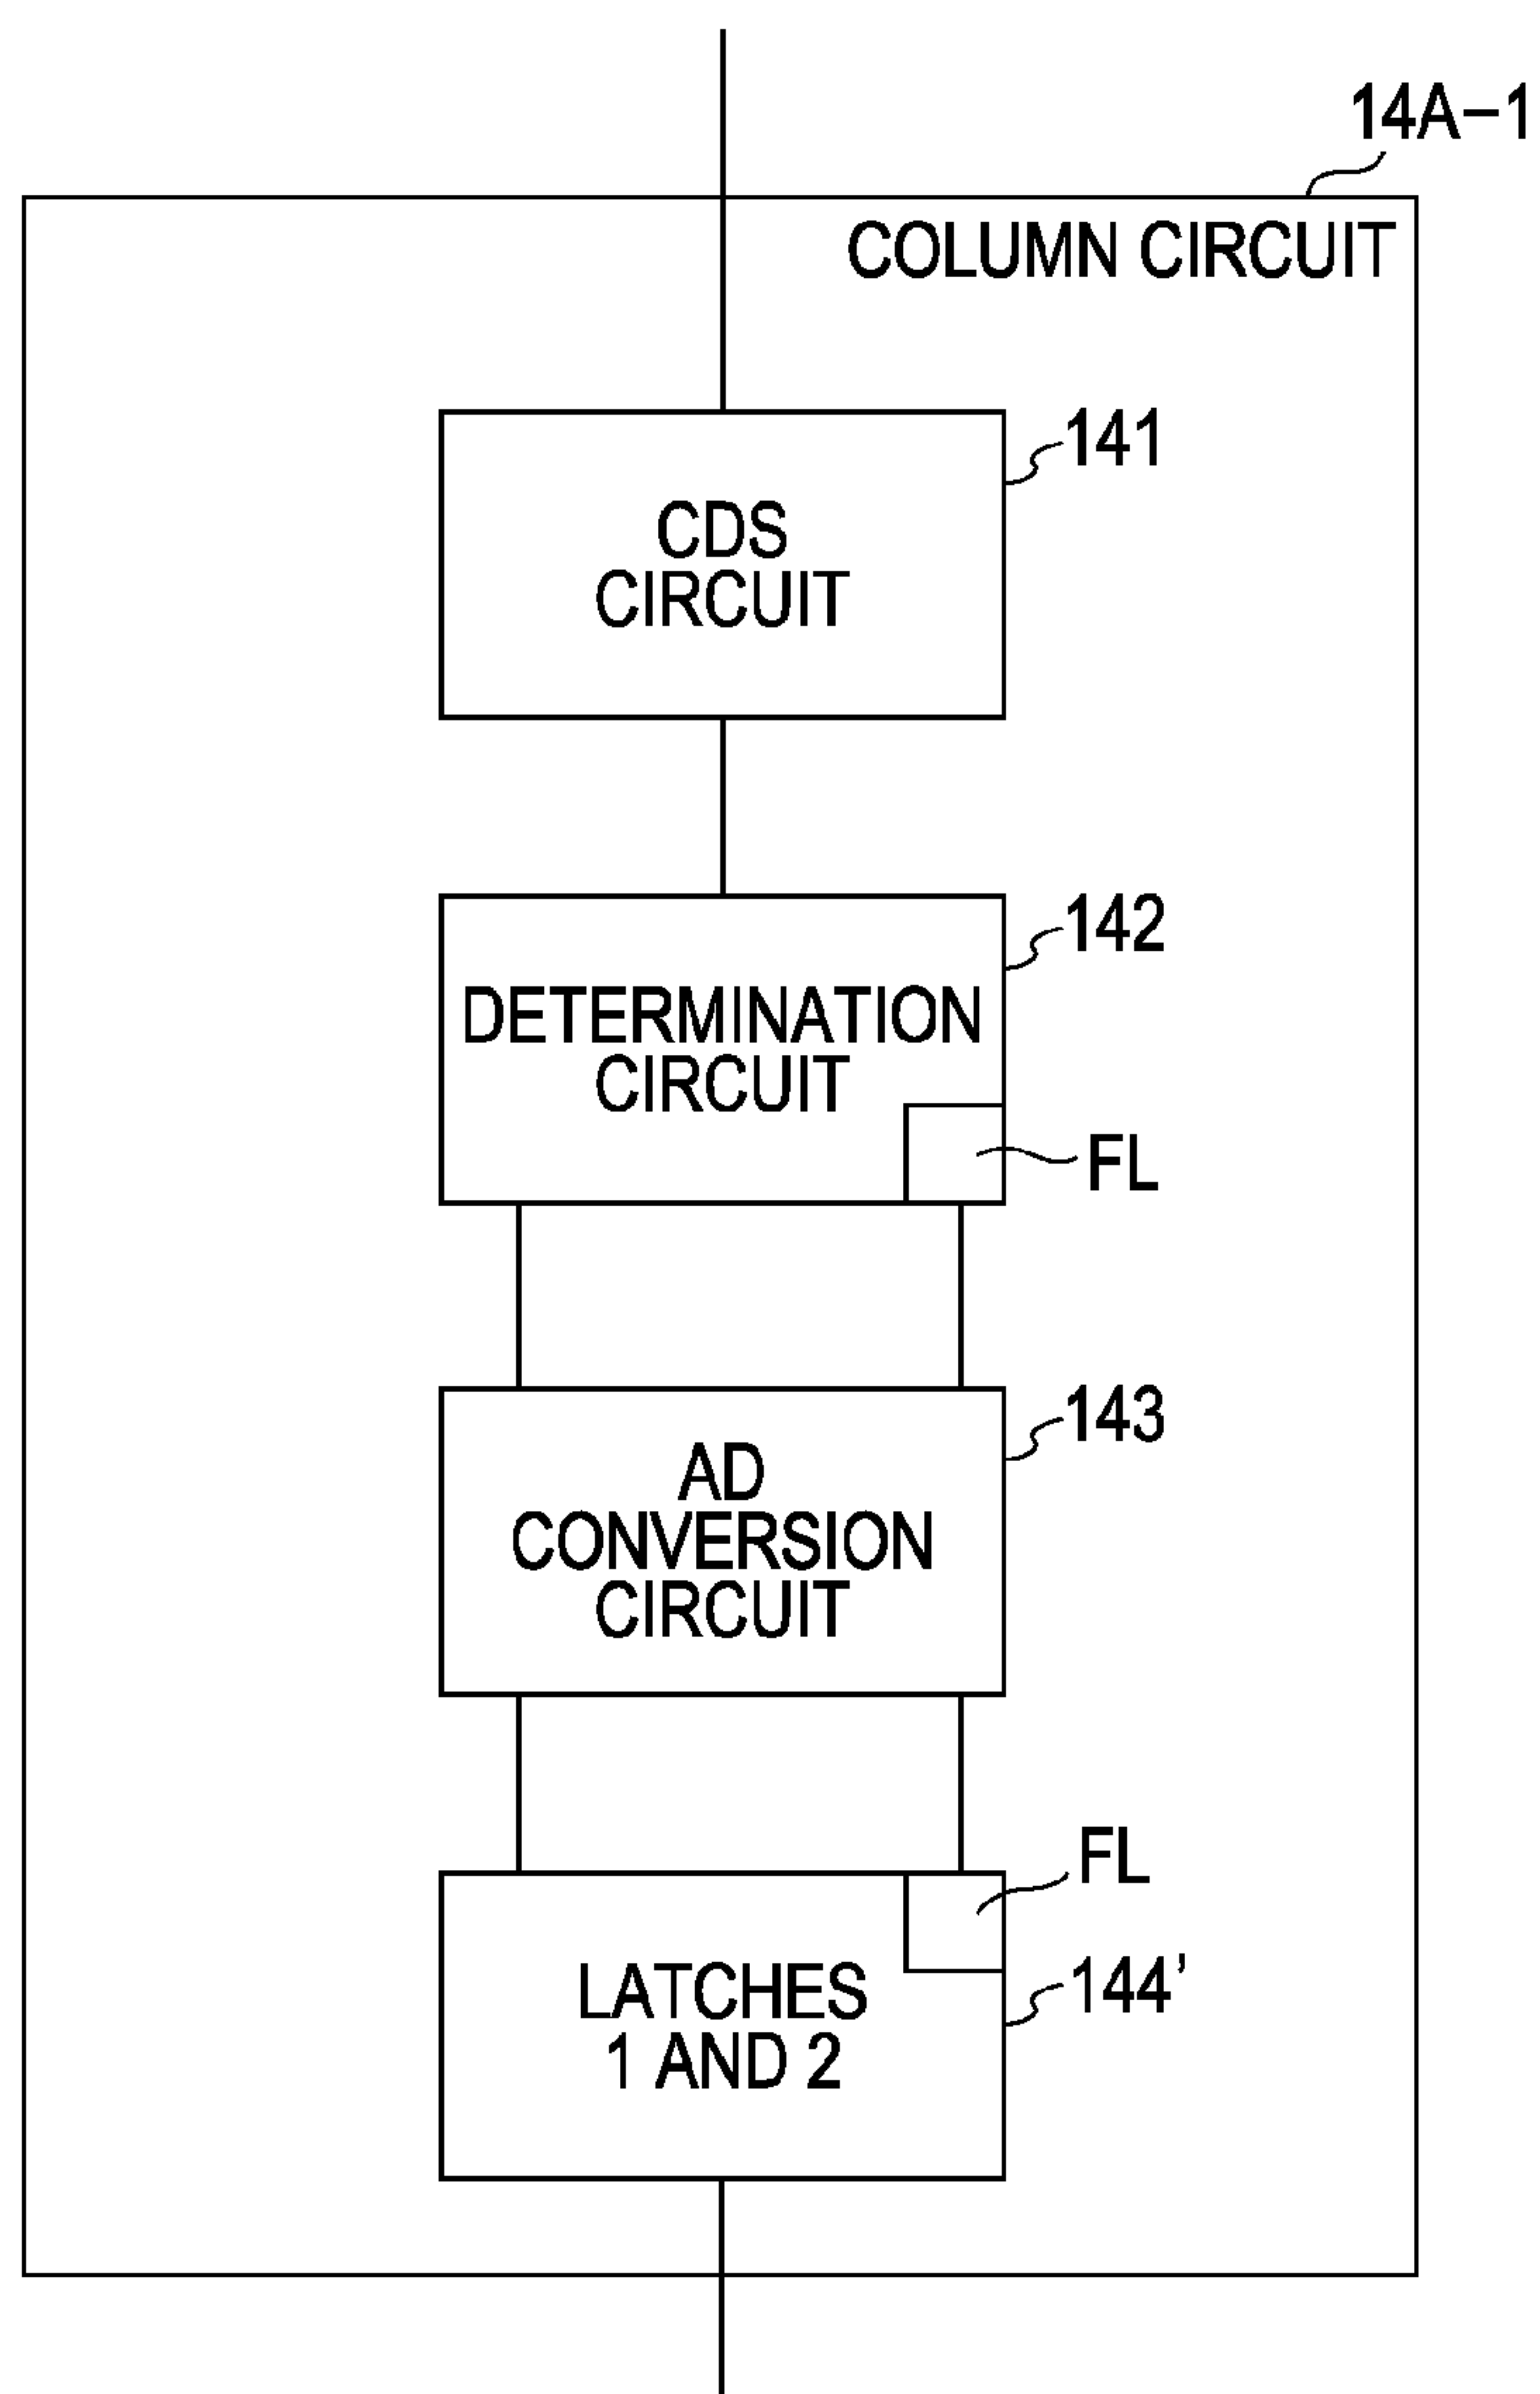 14A-1
COLUMN CIRCUIT
141
CDS
CIRCUIT
142
DETERMINATION
CIRCUIT
FL
143
AD
CONVERSION
CIRCUIT
FL
144'
LATCHES
1 AND 2